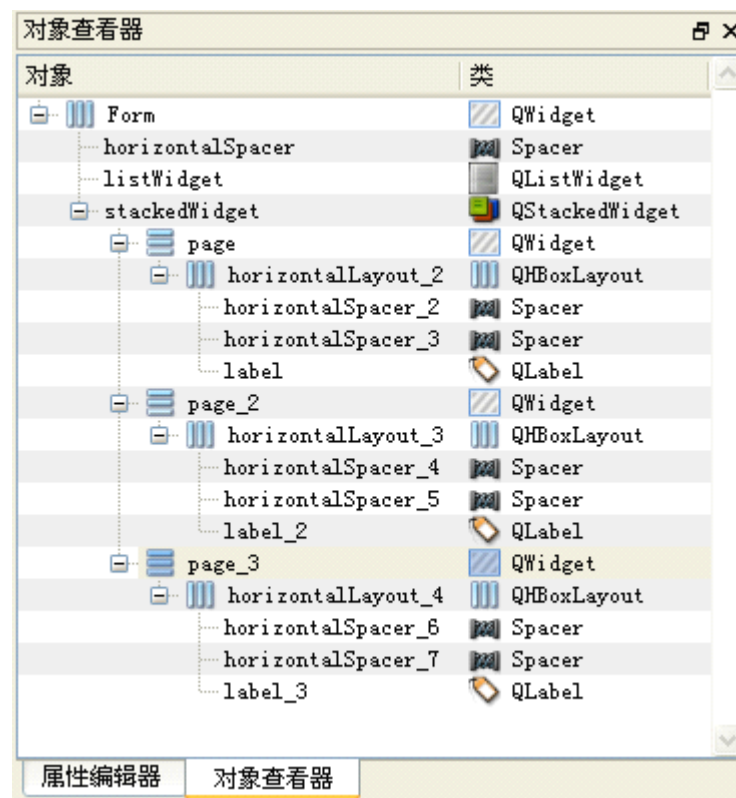 对象查看器
对象 类
Form QWidget
horizontalSpacer Spacer
listWidget QListWidget
stackedWidget QStackedWidget
page QWidget
horizontalLayout_2 QHBoxLayout
horizontalSpacer_2 Spacer
horizontalSpacer_3 Spacer
label QLabel
page_2 QWidget
horizontalLayout_3 QHBoxLayout
horizontalSpacer_4 Spacer
horizontalSpacer_5 Spacer
label_2 QLabel
page_3 QWidget
horizontalLayout_4 QHBoxLayout
horizontalSpacer_6 Spacer
horizontalSpacer_7 Spacer
label_3 QLabel
属性编辑器 对象查看器